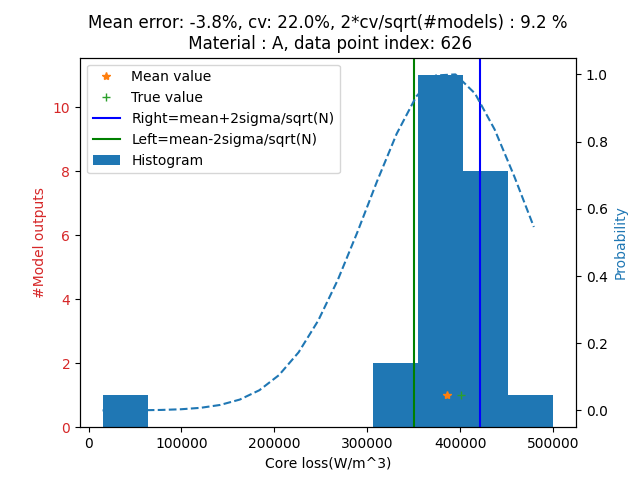 Mean error: -3.8%, cv: 22.0%, 2*cv/sqrt(#models) : 9.2 %
Material : A, data point index: 626
Mean value
True value
Right=mean+2sigma/sqrt(N)
Left=mean-2sigma/sqrt(N)
Histogram
#Model outputs
10
8
6
4
2
0
1.0
0.8
0.6
0.4
0.2
0.0
Probability
0 100000 200000 300000 400000 500000
Core loss(W/m^3)